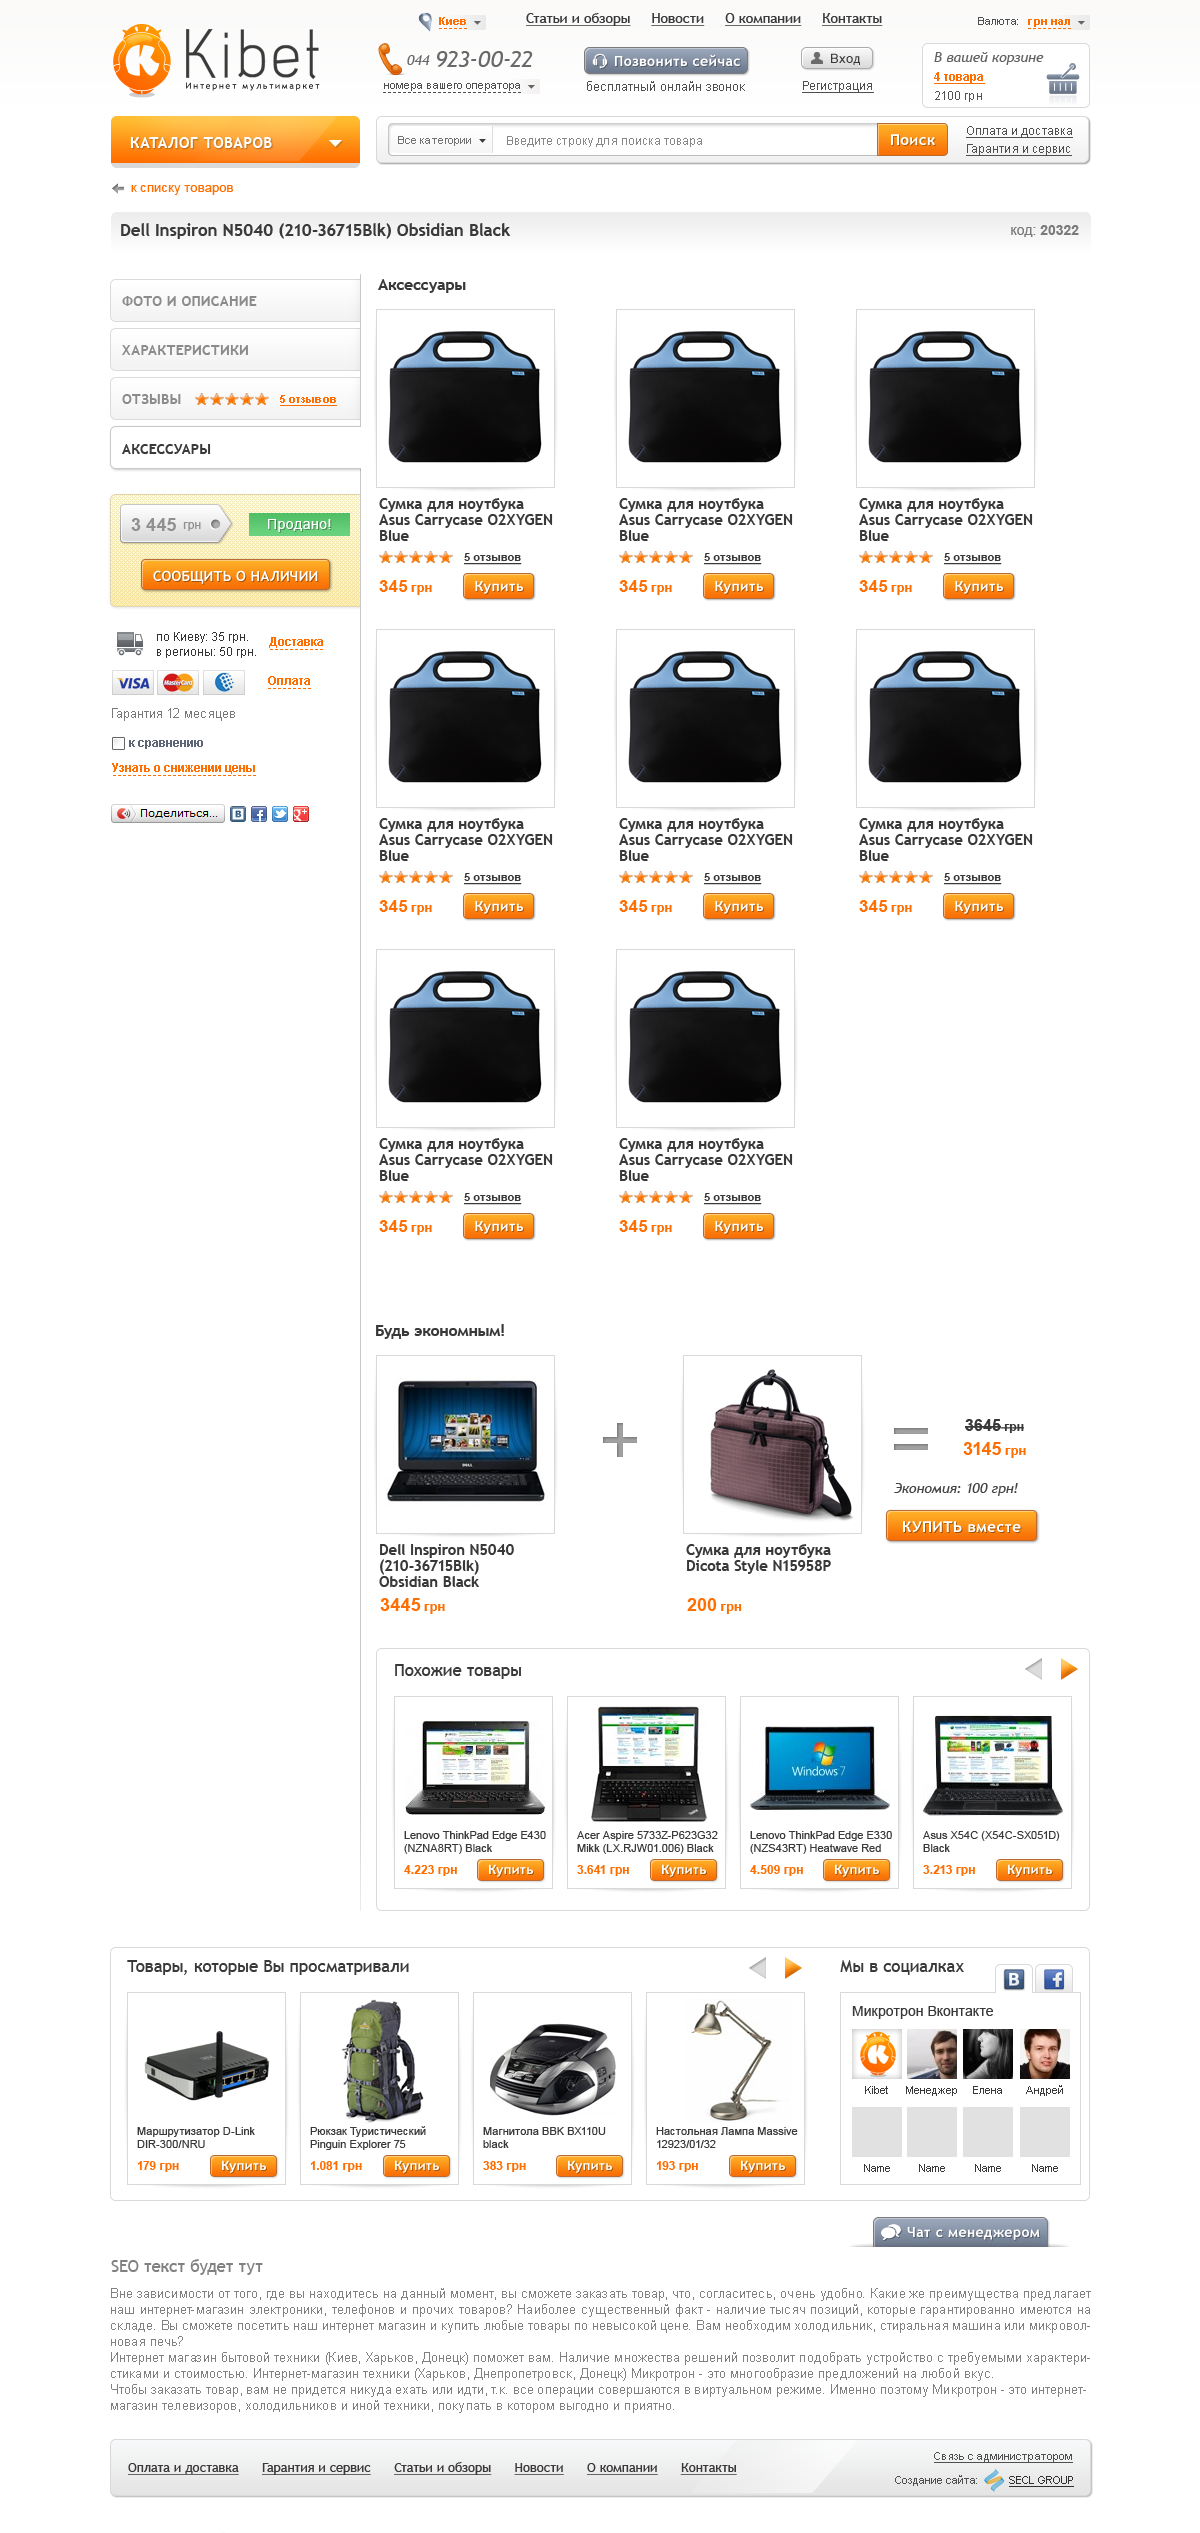 Киев
Статьи и обзоры
Новости
О компании
Контакты
Валюта: грн нал
Kibet
Интернет мультимаркет
044 923-00-22
номера вашего оператора
Позвонить сейчас
бесплатный онлайн звонок
Вход
Регистрация
В вашей корзине
4 товара
2100 грн
КАТАЛОГ ТОВАРОВ
Все категории
Введите строку для поиска товара
Поиск
Оплата и доставка
Гарантия и сервис
к списку товаров
Dell Inspiron N5040 (210-36715Blk) Obsidian Black
код: 20322
ФОТО И ОПИСАНИЕ
ХАРАКТЕРИСТИКИ
ОТЗЫВЫ 5 отзывов
АКСЕССУАРЫ
3 445 грн
Продано!
СООБЩИТЬ О НАЛИЧИИ
по Киеву: 35 грн.
в регионы: 50 грн.
Доставка
VISA MasterCard
Оплата
Гарантия 12 месяцев
к сравнению
Узнать о снижении цены
Поделиться...
Аксессуары
Сумка для ноутбука
Asus Carrycase O2XYGEN
Blue
5 отзывов
345 грн Купить
Сумка для ноутбука
Asus Carrycase O2XYGEN
Blue
5 отзывов
345 грн Купить
Сумка для ноутбука
Asus Carrycase O2XYGEN
Blue
5 отзывов
345 грн Купить
Сумка для ноутбука
Asus Carrycase O2XYGEN
Blue
5 отзывов
345 грн Купить
Сумка для ноутбука
Asus Carrycase O2XYGEN
Blue
5 отзывов
345 грн Купить
Сумка для ноутбука
Asus Carrycase O2XYGEN
Blue
5 отзывов
345 грн Купить
Сумка для ноутбука
Asus Carrycase O2XYGEN
Blue
5 отзывов
345 грн Купить
Сумка для ноутбука
Asus Carrycase O2XYGEN
Blue
5 отзывов
345 грн Купить
Будь экономным!
DELL
Dell Inspiron N5040
(210-36715Blk)
Obsidian Black
3445 грн
+
Сумка для ноутбука
Dicota Style N15958P
200 грн
=
3645 грн
3145 грн
Экономия: 100 грн!
КУПИТЬ вместе
Похожие товары
Lenovo ThinkPad Edge E430
(NZNA8RT) Black
4.223 грн Купить
Acer Aspire 5733Z-P623G32
Mikk (LX.RJW01.006) Black
3.641 грн Купить
Windows 7
acer
Lenovo ThinkPad Edge E330
(NZS43RT) Heatwave Red
4.509 грн Купить
Asus X54C (X54C-SX051D)
Black
3.213 грн Купить
Товары, которые Вы просматривали
Маршрутизатор D-Link
DIR-300/NRU
179 грн Купить
Рюкзак Туристический
Pinguin Explorer 75
1.081 грн Купить
Магнитола BBK BX110U
black
383 грн Купить
Настольная Лампа Massive
12923/01/32
193 грн Купить
Мы в социалках
Микротрон Вконтакте
Kibet Менеджер Елена Андрей
Name Name Name Name
Чат с менеджером
SEO текст будет тут
Вне зависимости от того, где вы находитесь на данный момент, вы сможете заказать товар, что, согласитесь, очень удобно. Какие же преимущества предлагает
наш интернет-магазин электроники, телефонов и прочих товаров? Наиболее существенный факт - наличие тысяч позиций, которые гарантированно имеются на
складе. Вы сможете посетить наш интернет магазин и купить любые товары по невысокой цене. Вам необходим холодильник, стиральная машина или микровол-
новая печь?
Интернет магазин бытовой техники (Киев, Харьков, Донецк) поможет вам. Наличие множества решений позволит подобрать устройство с требуемыми характери-
стиками и стоимостью. Интернет-магазин техники (Харьков, Днепропетровск, Донецк) Микротрон - это многообразие предложений на любой вкус.
Чтобы заказать товар, вам не придется никуда ехать или идти, т.к. все операции совершаются в виртуальном режиме. Именно поэтому Микротрон - это интернет-
магазин телевизоров, холодильников и иной техники, покупать в котором выгодно и приятно.
Оплата и доставка
Гарантия и сервис
Статьи и обзоры
Новости
О компании
Контакты
Связь с администратором
Создание сайта: SECL GROUP